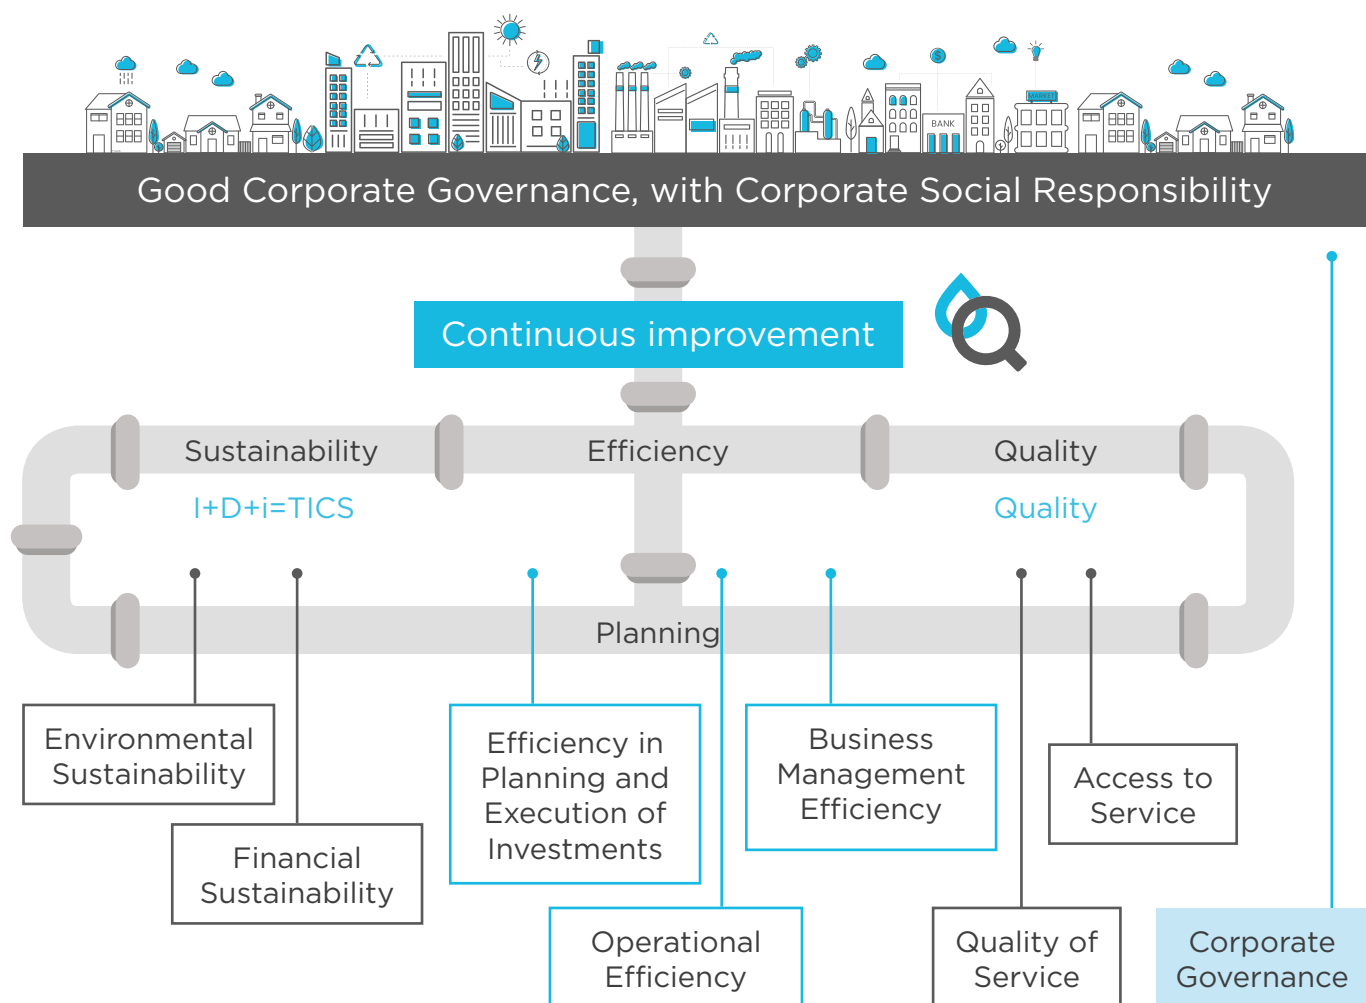 MARKET
BANK
$
Good Corporate Governance, with Corporate Social Responsibility
Continuous improvement
Sustainability
Efficiency
Quality
I+D+i=TICS
Quality
Planning
Environmental
Sustainability
Financial
Sustainability
Efficiency in
Planning and
Execution of
Investments
Operational
Efficiency
Business
Management
Efficiency
Quality of
Service
Access to
Service
Corporate
Governance